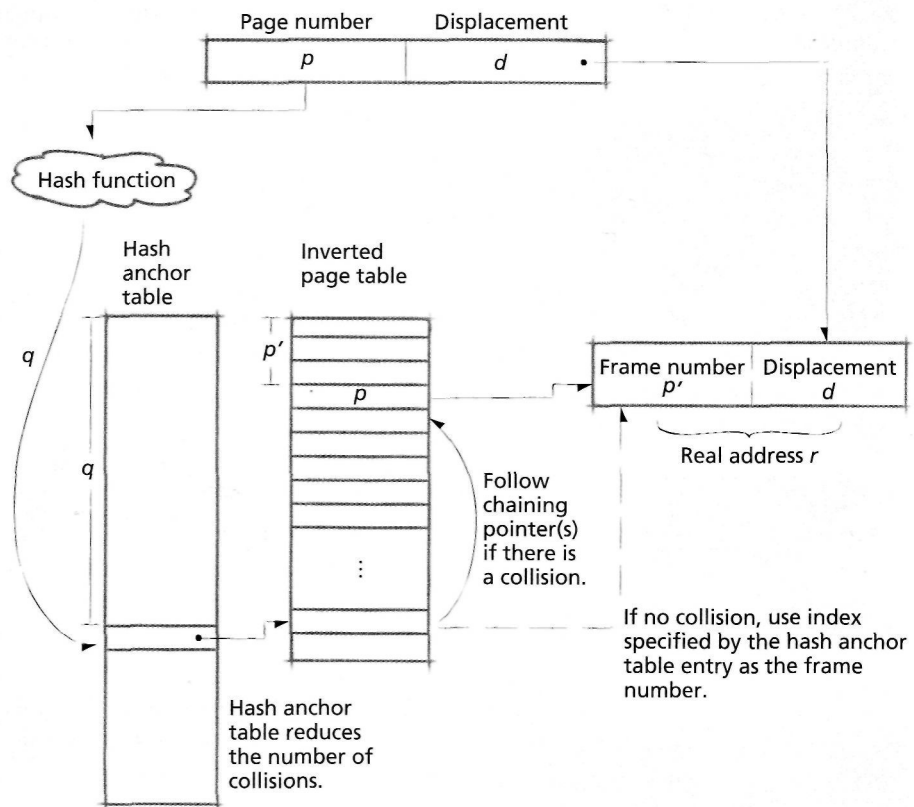 Page number Displacement
p d
Hash function
Hash
anchor
table
Inverted
page table
q
p'
p
q
Frame number Displacement
p' d
Real address r
Follow
chaining
pointer(s)
if there is
a collision.
⋮
If no collision, use index
specified by the hash anchor
table entry as the frame
number.
Hash anchor
table reduces
the number of
collisions.